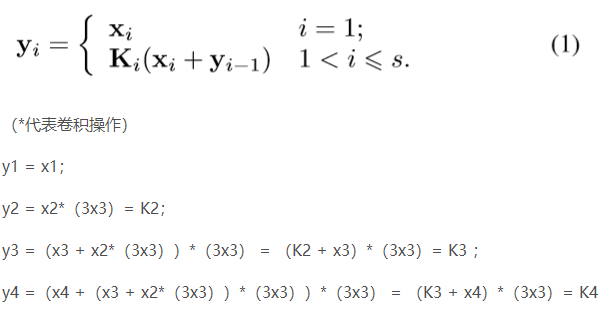 y_i = { x_i    i = 1;
K_i(x_i + y_{i−1})    1 < i ⩽ s.    (1)
（*代表卷积操作）
y1 = x1；
y2 = x2*（3x3）= K2；
y3 =（x3 + x2*（3x3））*（3x3） = （K2 + x3）*（3x3）= K3；
y4 =（x4 +（x3 + x2*（3x3））*（3x3））*（3x3） = （K3 + x4）*（3x3）= K4